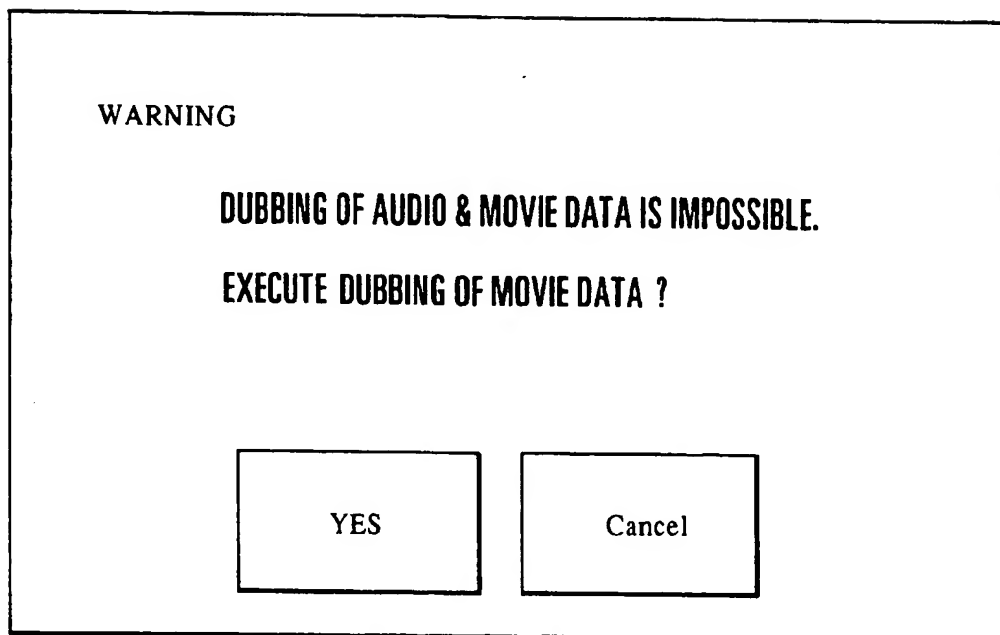 WARNING
DUBBING OF AUDIO & MOVIE DATA IS IMPOSSIBLE.
EXECUTE DUBBING OF MOVIE DATA ?
YES
Cancel